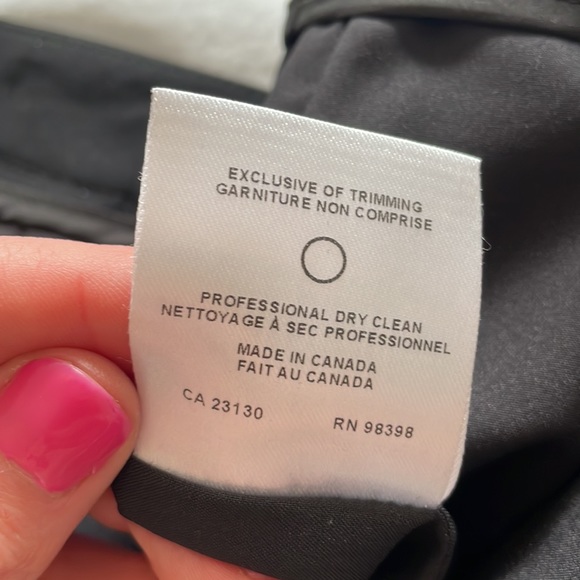 EXCLUSIVE OF TRIMMING
GARNITURE NON COMPRISE
PROFESSIONAL DRY CLEAN
NETTOYAGE À SEC PROFESSIONNEL
MADE IN CANADA
FAIT AU CANADA
CA 23130 RN 98398